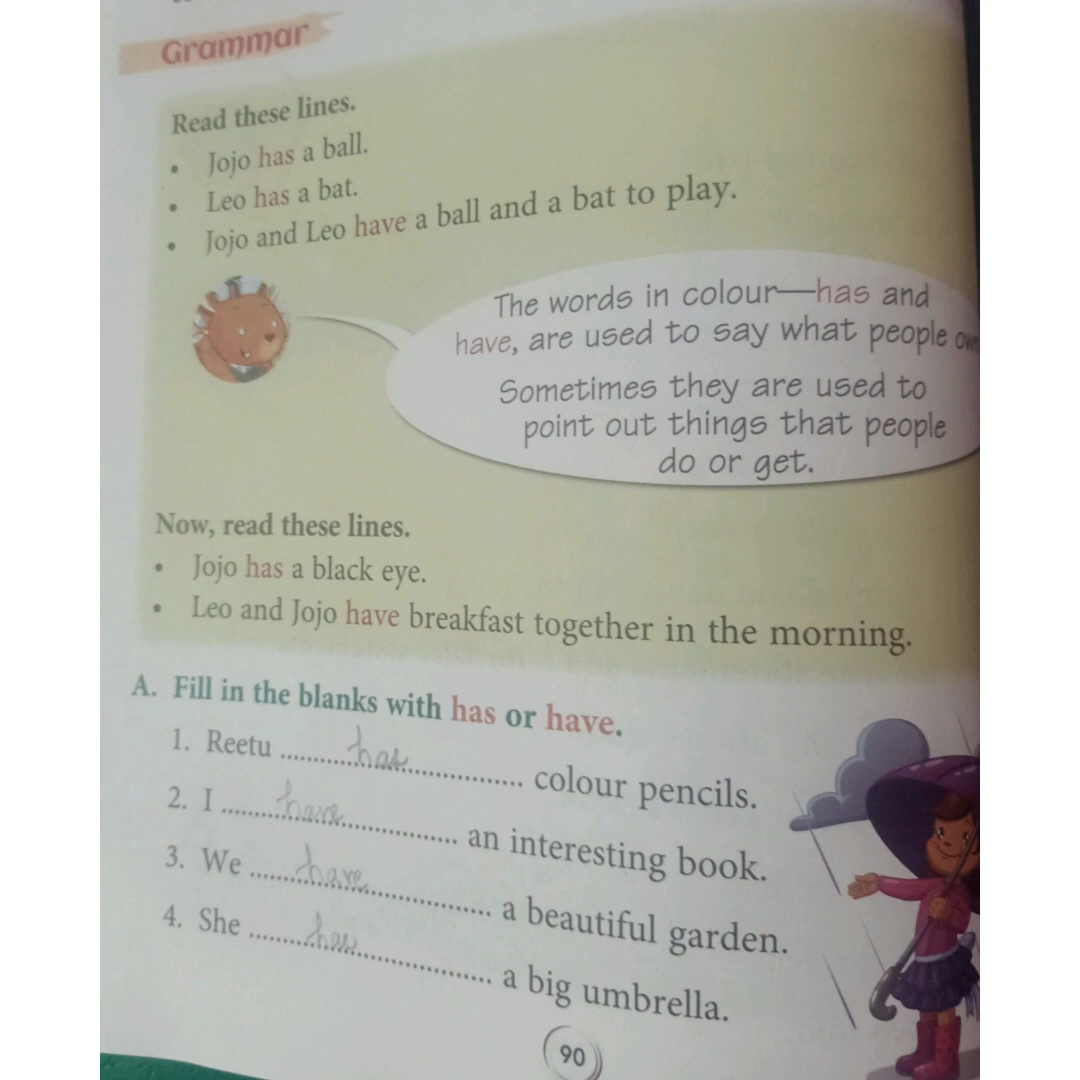 Grammar
Read these lines.
• Jojo has a ball.
• Leo has a bat.
• Jojo and Leo have a ball and a bat to play.
The words in colour—has and
have, are used to say what people
Sometimes they are used to
point out things that people
do or get.
Now, read these lines.
• Jojo has a black eye.
• Leo and Jojo have breakfast together in the morning.
A. Fill in the blanks with has or have.
1. Reetu ........has........ colour pencils.
2. I ........have........ an interesting book.
3. We ........have........ a beautiful garden.
4. She ........has........ a big umbrella.
90